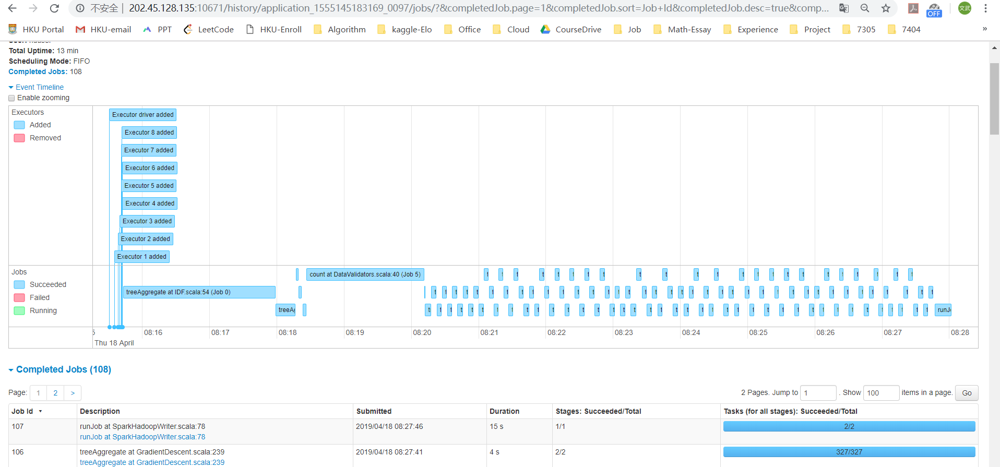 不安全 | 202.45.128.135:10671/history/application_1555145183169_0097/jobs/?&completedJob.page=1&completedJob.sort=Job+Id&completedJob.desc=true&comp...
OFF
文武
HKU Portal HKU-email PPT LeetCode HKU-Enroll Algorithm kaggle-Elo Office Cloud CourseDrive Job Math-Essay Experience Project 7305 7404 »
Total Uptime: 13 min
Scheduling Mode: FIFO
Completed Jobs: 108
Event Timeline
Enable zooming
Executors
Added
Removed
Executor driver added
Executor 8 added
Executor 7 added
Executor 6 added
Executor 5 added
Executor 4 added
Executor 3 added
Executor 2 added
Executor 1 added
Jobs
Succeeded
Failed
Running
count at DataValidators.scala:40 (Job 5)
treeAggregate at IDF.scala:54 (Job 0)
treeAg
runJ
08:16 08:17 08:18 08:19 08:20 08:21 08:22 08:23 08:24 08:25 08:26 08:27 08:28
Thu 18 April
Completed Jobs (108)
Page: 1 2 >
2 Pages. Jump to 1 . Show 100 items in a page. Go
Job Id Description Submitted Duration Stages: Succeeded/Total Tasks (for all stages): Succeeded/Total
107 runJob at SparkHadoopWriter.scala:78 2019/04/18 08:27:46 15 s 1/1 2/2
runJob at SparkHadoopWriter.scala:78
106 treeAggregate at GradientDescent.scala:239 2019/04/18 08:27:41 4 s 2/2 327/327
treeAggregate at GradientDescent.scala:239